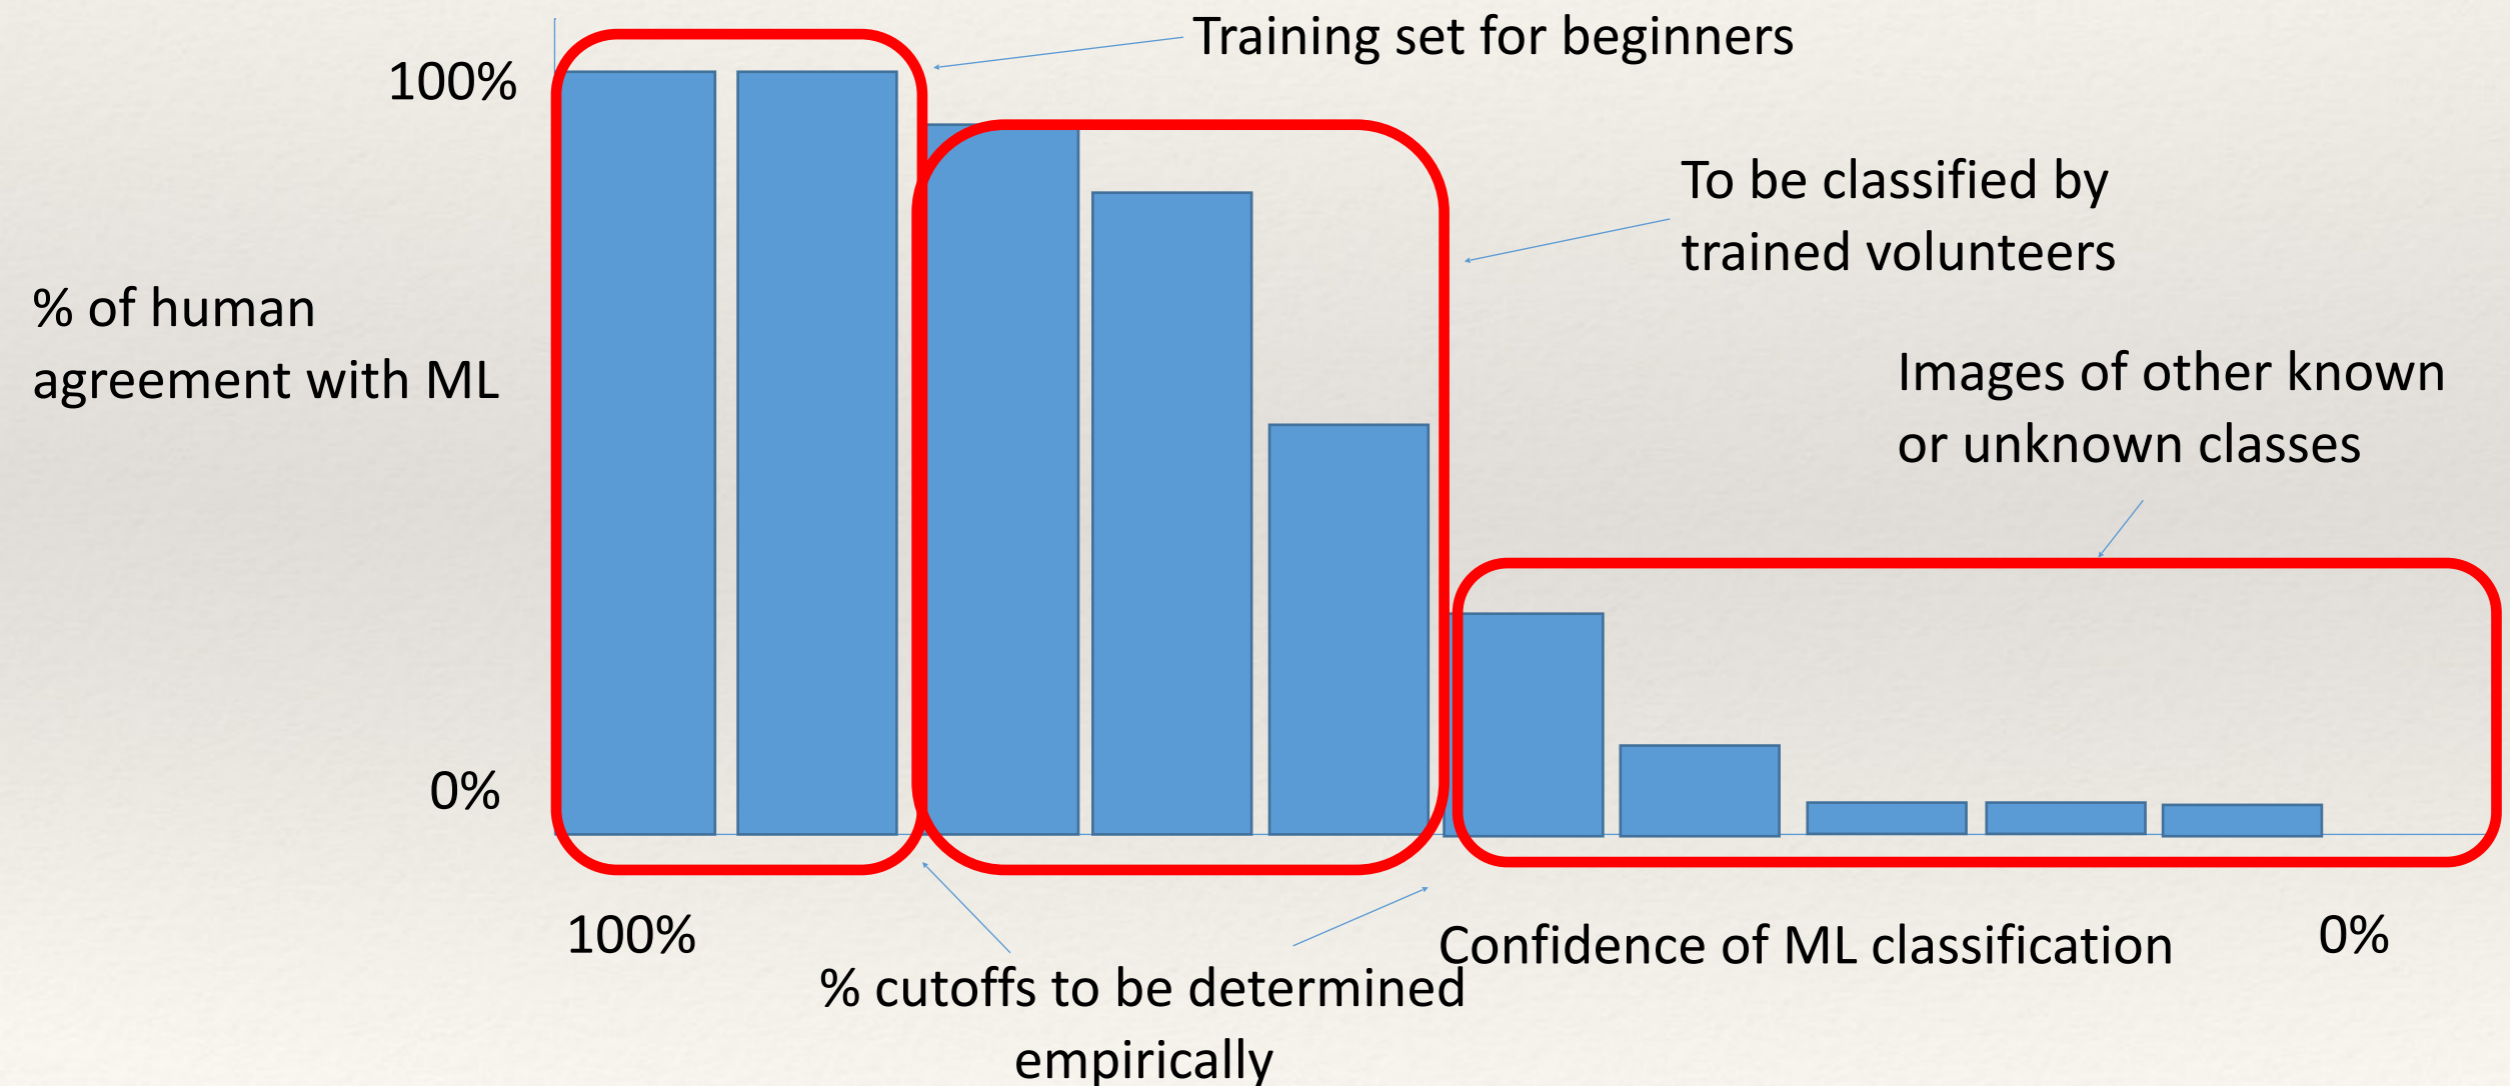 Training set for beginners
100%
To be classified by
trained volunteers
% of human
agreement with ML
Images of other known
or unknown classes
0%
100%
Confidence of ML classification
0%
% cutoffs to be determined
empirically